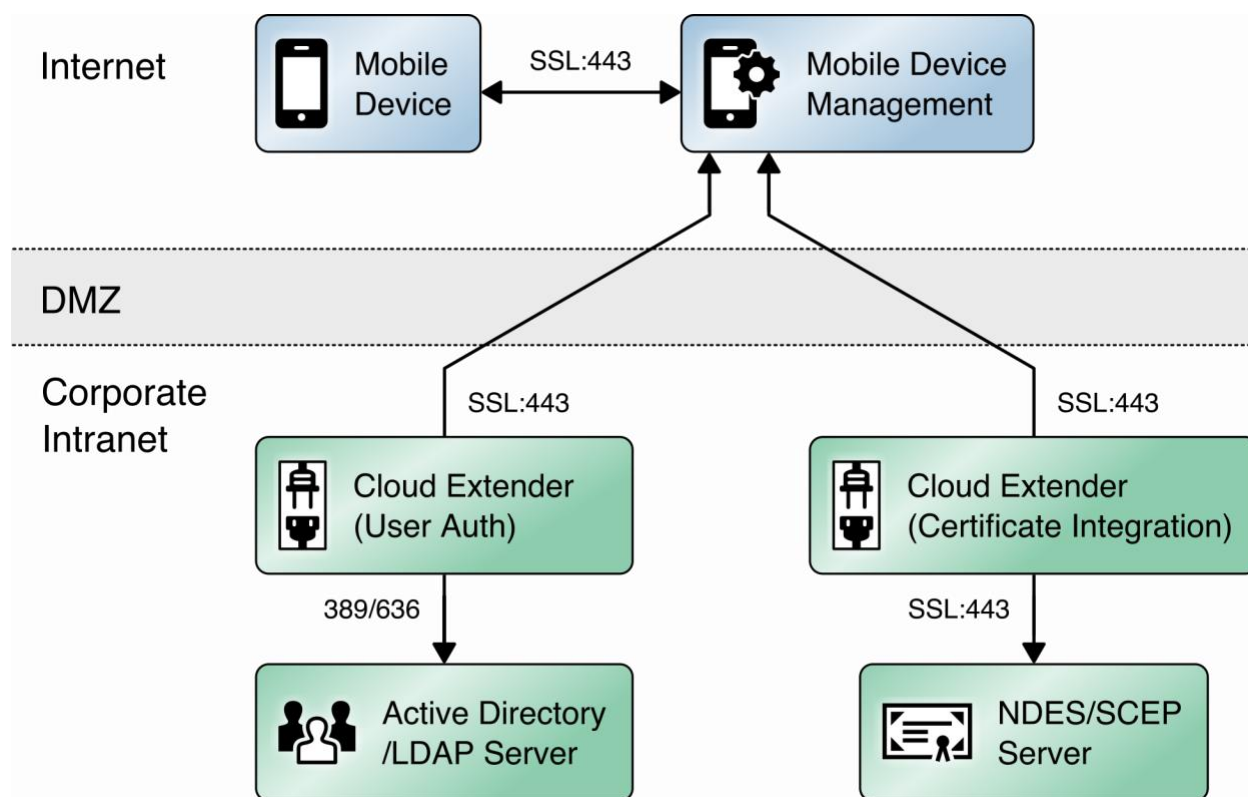 Internet
Mobile
Device
SSL:443
Mobile Device
Management
DMZ
Corporate
Intranet
SSL:443
SSL:443
Cloud Extender
(User Auth)
Cloud Extender
(Certificate Integration)
389/636
SSL:443
Active Directory
/LDAP Server
NDES/SCEP
Server